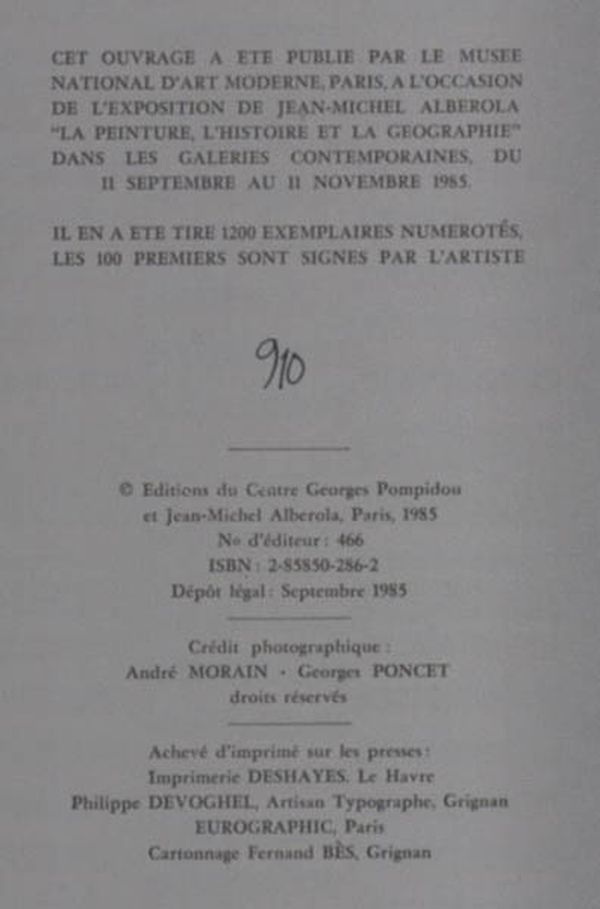 CET OUVRAGE A ETE PUBLIE PAR LE MUSEE
NATIONAL D'ART MODERNE, PARIS, A L'OCCASION
DE L'EXPOSITION DE JEAN-MICHEL ALBEROLA
"LA PEINTURE, L'HISTOIRE ET LA GEOGRAPHIE"
DANS LES GALERIES CONTEMPORAINES, DU
11 SEPTEMBRE AU 11 NOVEMBRE 1985.
IL EN A ETE TIRE 1200 EXEMPLAIRES NUMEROTÉS,
LES 100 PREMIERS SONT SIGNES PAR L'ARTISTE
910
© Editions du Centre Georges Pompidou
et Jean-Michel Alberola, Paris, 1985
No d'éditeur : 466
ISBN : 2-85850-286-2
Dépôt légal : Septembre 1985
Crédit photographique :
André MORAIN - Georges PONCET
droits réservés
Achevé d'imprimé sur les presses :
Imprimerie DESHAYES. Le Havre
Philippe DEVOGHEL, Artisan Typographe, Grignan
EUROGRAPHIC, Paris
Cartonnage Fernand BÈS, Grignan